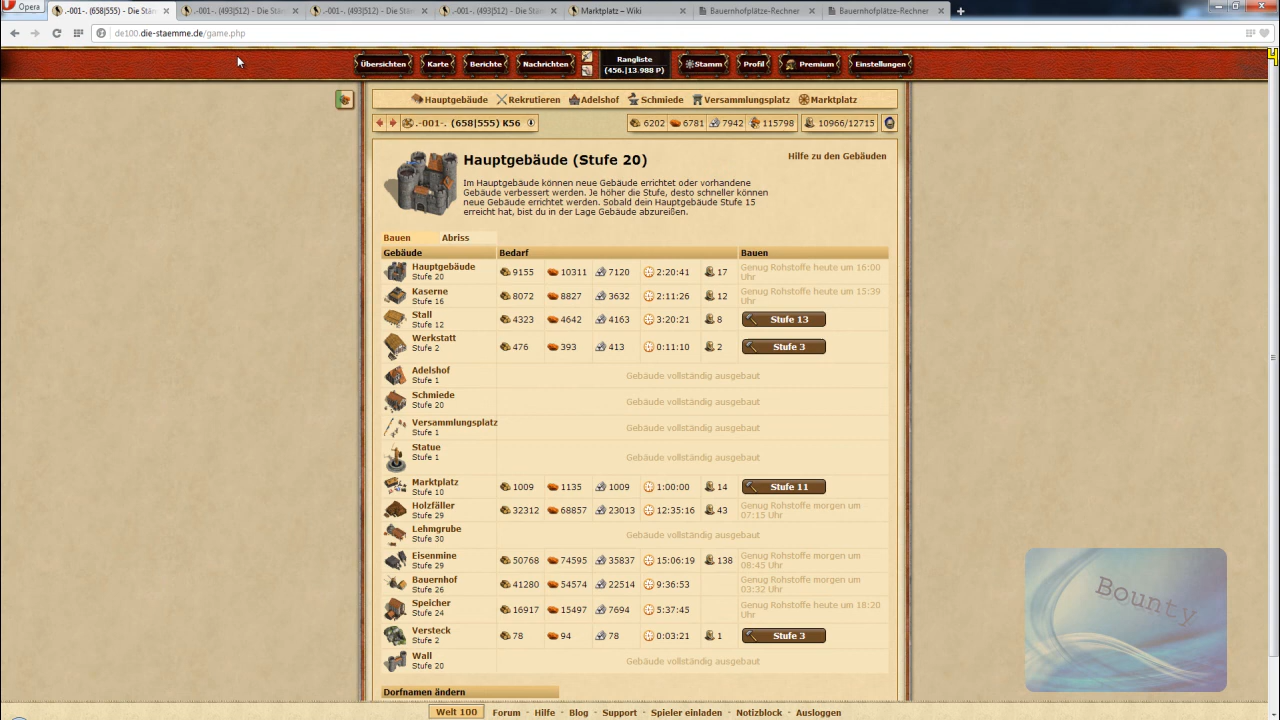 Opera
.-001-. (658|555) - Die Stän
.-001-. (493|512) - Die Stän
.-001-. (493|512) - Die Stän
.-001-. (493|512) - Die Stän
Marktplatz – Wiki
Bauernhofplätze-Rechner
Bauernhofplätze-Rechner
de100.die-staemme.de/game.php
Übersichten
Karte
Berichte
Nachrichten
Rangliste
(456.|13.988 P)
Stamm
Profil
Premium
Einstellungen
Hauptgebäude Rekrutieren Adelshof Schmiede Versammlungsplatz Marktplatz
.-001-. (658|555) K56
6202 6781 7942 115798 10966/12715
Hauptgebäude (Stufe 20)
Hilfe zu den Gebäuden
Im Hauptgebäude können neue Gebäude errichtet oder vorhandene
Gebäude verbessert werden. Je höher die Stufe, desto schneller können
neue Gebäude errichtet werden. Sobald dein Hauptgebäude Stufe 15
erreicht hat, bist du in der Lage Gebäude abzureißen.
Bauen Abriss
Gebäude Bedarf Bauen
Hauptgebäude
Stufe 20
9155 10311 7120 2:20:41 17
Genug Rohstoffe heute um 16:00
Uhr
Kaserne
Stufe 16
8072 8827 3632 2:11:26 12
Genug Rohstoffe heute um 15:39
Uhr
Stall
Stufe 12
4323 4642 4163 3:20:21 8
Stufe 13
Werkstatt
Stufe 2
476 393 413 0:11:10 2
Stufe 3
Adelshof
Stufe 1
Gebäude vollständig ausgebaut
Schmiede
Stufe 20
Gebäude vollständig ausgebaut
Versammlungsplatz
Stufe 1
Gebäude vollständig ausgebaut
Statue
Stufe 1
Gebäude vollständig ausgebaut
Marktplatz
Stufe 10
1009 1135 1009 1:00:00 14
Stufe 11
Holzfäller
Stufe 29
32312 68857 23013 12:35:16 43
Genug Rohstoffe morgen um
07:15 Uhr
Lehmgrube
Stufe 30
Gebäude vollständig ausgebaut
Eisenmine
Stufe 29
50768 74595 35837 15:06:19 138
Genug Rohstoffe morgen um
08:45 Uhr
Bauernhof
Stufe 26
41280 54574 22514 9:36:53
Genug Rohstoffe morgen um
03:32 Uhr
Speicher
Stufe 24
16917 15497 7694 5:37:45
Genug Rohstoffe heute um 18:20
Uhr
Versteck
Stufe 2
78 94 78 0:03:21 1
Stufe 3
Wall
Stufe 20
Gebäude vollständig ausgebaut
Dorfnamen ändern
Bounty
Welt 100 Forum - Hilfe - Blog - Support - Spieler einladen - Notizblock - Ausloggen